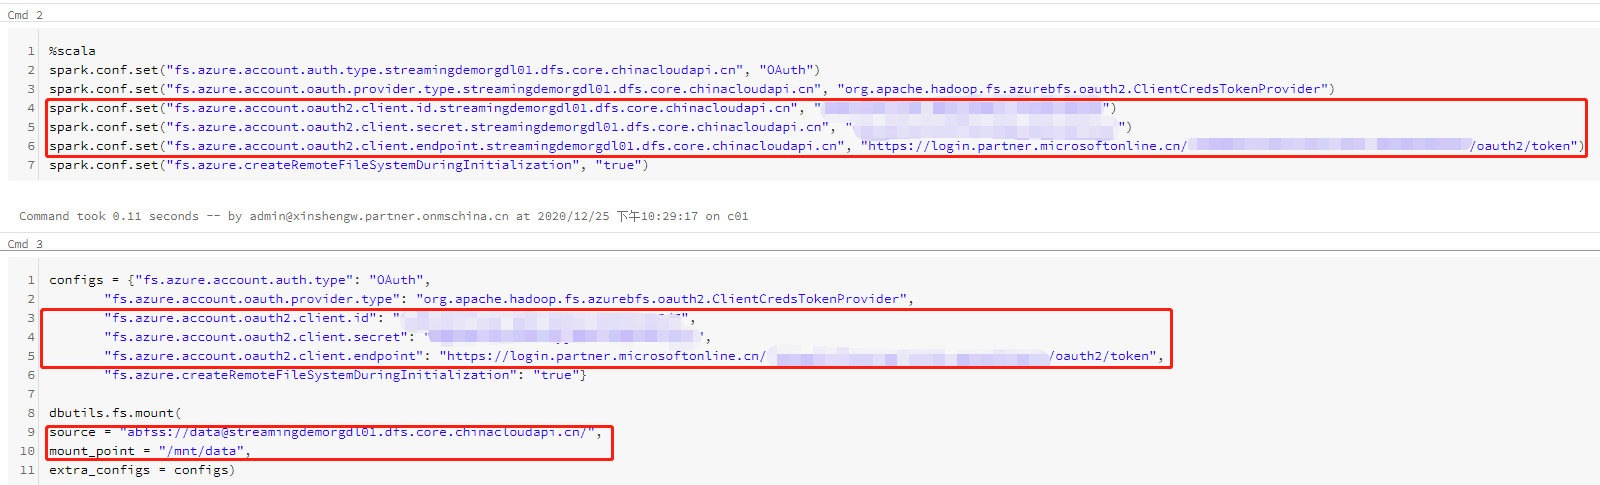 Cmd 2
1 %scala
2 spark.conf.set("fs.azure.account.auth.type.streamingdemorgdl01.dfs.core.chinacloudapi.cn", "OAuth")
3 spark.conf.set("fs.azure.account.oauth.provider.type.streamingdemorgdl01.dfs.core.chinacloudapi.cn", "org.apache.hadoop.fs.azurebfs.oauth2.ClientCredsTokenProvider")
4 spark.conf.set("fs.azure.account.oauth2.client.id.streamingdemorgdl01.dfs.core.chinacloudapi.cn", "")
5 spark.conf.set("fs.azure.account.oauth2.client.secret.streamingdemorgdl01.dfs.core.chinacloudapi.cn", "")
6 spark.conf.set("fs.azure.account.oauth2.client.endpoint.streamingdemorgdl01.dfs.core.chinacloudapi.cn", "https://login.partner.microsoftonline.cn/ /oauth2/token")
7 spark.conf.set("fs.azure.createRemoteFileSystemDuringInitialization", "true")
Command took 0.11 seconds -- by admin@xinshengw.partner.onmschina.cn at 2020/12/25 下午10:29:17 on c01
Cmd 3
1 configs = {"fs.azure.account.auth.type": "OAuth",
2 "fs.azure.account.oauth.provider.type": "org.apache.hadoop.fs.azurebfs.oauth2.ClientCredsTokenProvider",
3 "fs.azure.account.oauth2.client.id": "",
4 "fs.azure.account.oauth2.client.secret": "",
5 "fs.azure.account.oauth2.client.endpoint": "https://login.partner.microsoftonline.cn/ /oauth2/token",
6 "fs.azure.createRemoteFileSystemDuringInitialization": "true"}
7
8 dbutils.fs.mount(
9 source = "abfss://data@streamingdemorgdl01.dfs.core.chinacloudapi.cn/",
10 mount_point = "/mnt/data",
11 extra_configs = configs)